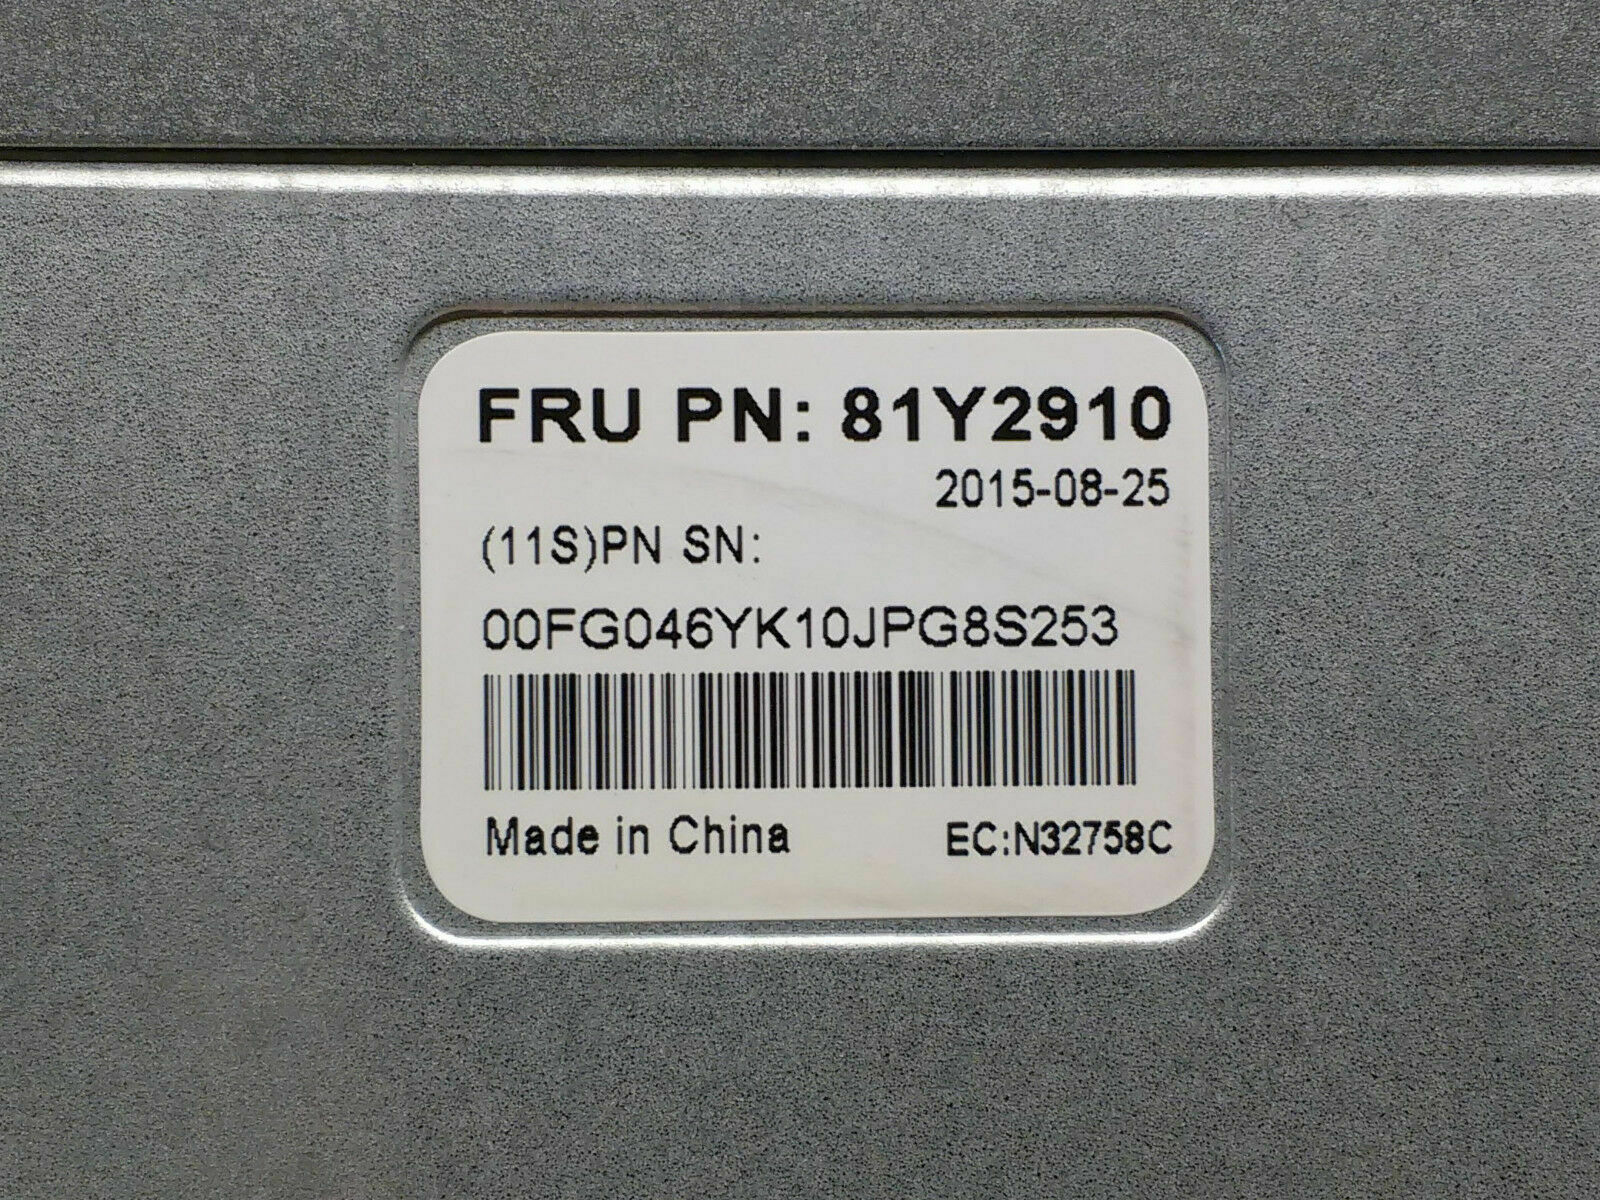 FRU PN: 81Y2910
2015-08-25
(11S)PN SN:
00FG046YK10JPG8S253
Made in China EC:N32758C